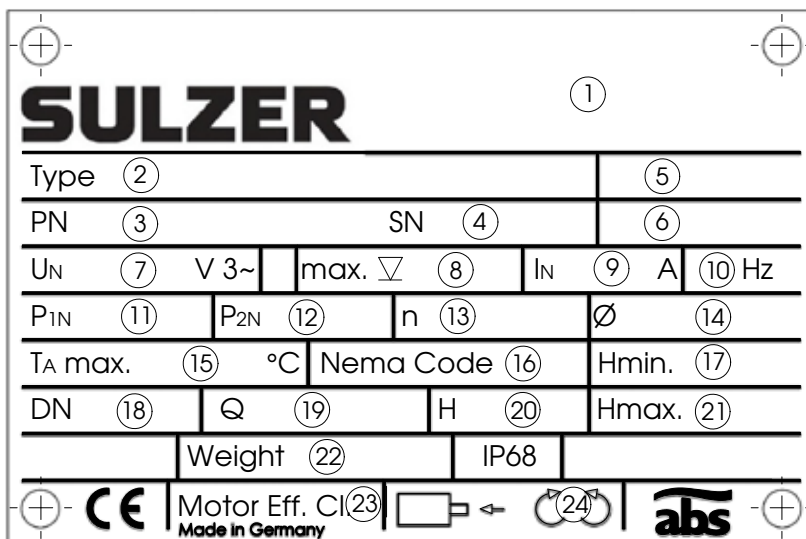 ①
SULZER
Type ② ⑤
PN ③ SN ④ ⑥
UN ⑦ V 3~ max. ▽ ⑧ IN ⑨ A ⑩ Hz
P1N ⑪ P2N ⑫ n ⑬ Ø ⑭
TA max. ⑮ °C Nema Code ⑯ Hmin. ⑰
DN ⑱ Q ⑲ H ⑳ Hmax. ㉑
Weight ㉒ IP68
CE Motor Eff. Cl ㉓ ㉔ abs
Made in Germany